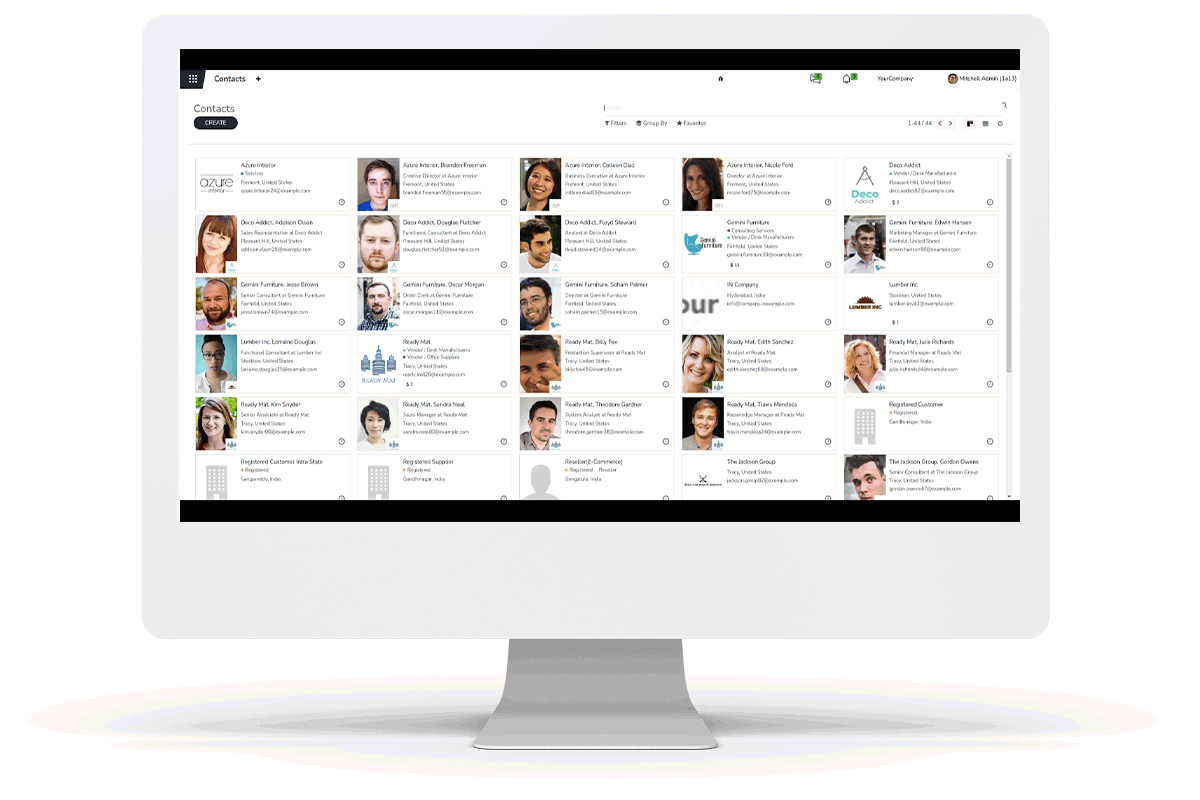 Contacts +
YourCompany
Mitchell Admin (1a13)
Contacts
CREATE
Filters Group By Favorites
1-44 / 44
Azure Interior
Services
Fremont, United States
azure.Interior24@example.com
azure
interior
Azure Interior, Brandon Freeman
Creative Director at Azure Interior
Fremont, United States
brandon.freeman55@example.com
Azure Interior, Colleen Diaz
Business Executive at Azure Interior
Fremont, United States
colleen.diaz83@example.com
Azure Interior, Nicole Ford
Director at Azure Interior
Fremont, United States
nicole.ford75@example.com
Deco Addict
Vendor / Desk Manufacturers
Pleasant Hill, United States
deco.addict82@example.com
$ 2
Deco
Addict
Deco Addict, Addison Olson
Sales Representative at Deco Addict
Pleasant Hill, United States
addison.olson28@example.com
Deco Addict, Douglas Fletcher
Functional Consultant at Deco Addict
Pleasant Hill, United States
douglas.fletcher51@example.com
Deco Addict, Floyd Steward
Analyst at Deco Addict
Pleasant Hill, United States
floyd.steward34@example.com
Gemini Furniture
Consulting Services
Vendor / Desk Manufacturers
Fairfield, United States
gemini.furniture39@example.com
$ 10
Gemini
Furniture
Gemini Furniture, Edwin Hansen
Marketing Manager at Gemini Furniture
Fairfield, United States
edwin.hansen58@example.com
Gemini Furniture, Jesse Brown
Senior Consultant at Gemini Furniture
Fairfield, United States
jesse.brown74@example.com
Gemini Furniture, Oscar Morgan
Order Clerk at Gemini Furniture
Fairfield, United States
oscar.morgan11@example.com
Gemini Furniture, Soham Palmer
Director at Gemini Furniture
Fairfield, United States
soham.palmer15@example.com
IN Company
Hyderabad, India
info@company.inexample.com
our
Lumber Inc
Stockton, United States
lumber-inv92@example.com
$ 1
LUMBER INC
Lumber Inc, Lorraine Douglas
Functional Consultant at Lumber Inc
Stockton, United States
lorraine.douglas35@example.com
Ready Mat
Vendor / Desk Manufacturers
Vendor / Office Supplies
Tracy, United States
ready.mat28@example.com
$ 2
READY MAT
Ready Mat, Billy Fox
Production Supervisor at Ready Mat
Tracy, United States
billy.fox45@example.com
Ready Mat, Edith Sanchez
Analyst at Ready Mat
Tracy, United States
edith.sanchez68@example.com
Ready Mat, Julie Richards
Financial Manager at Ready Mat
Tracy, United States
julie.richards84@example.com
Ready Mat, Kim Snyder
Senior Associate at Ready Mat
Tracy, United States
kim.snyder96@example.com
Ready Mat, Sandra Neal
Sales Manager at Ready Mat
Tracy, United States
sandra.neal80@example.com
Ready Mat, Theodore Gardner
System Analyst at Ready Mat
Tracy, United States
theodore.gardner36@example.com
Ready Mat, Travis Mendoza
Knowledge Manager at Ready Mat
Tracy, United States
travis.mendoza24@example.com
Registered Customer
Registered
Gandhinagar, India
Registered Customer Intra State
Registered
Sangareddy, India
Registered Supplier
Registered
Gandhinagar, India
Reseller(E-Commerce)
Registered Reseller
Bengaluru, India
The Jackson Group
Tracy, United States
jackson.group82@example.com
THE JACKSON GROUP
The Jackson Group, Gordon Owens
Senior Consultant at The Jackson Group
Tracy, United States
gordon.owens47@example.com